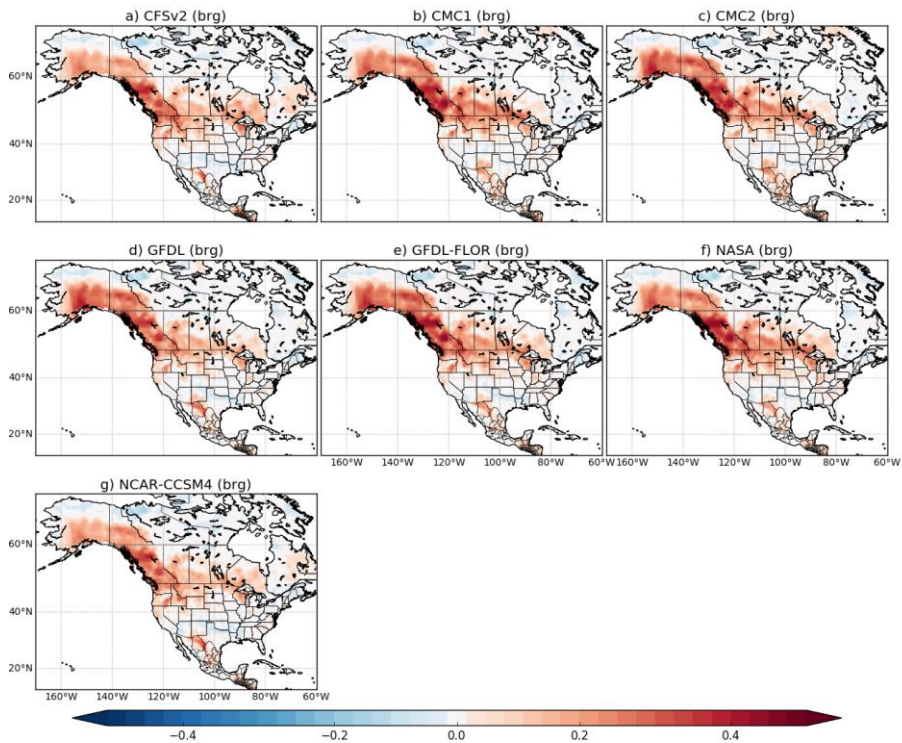 a) CFSv2 (brg)
b) CMC1 (brg)
c) CMC2 (brg)
60°N
40°N
20°N
d) GFDL (brg)
e) GFDL-FLOR (brg)
f) NASA (brg)
60°N
40°N
20°N
160°W 140°W 120°W 100°W 80°W 60°W
160°W 140°W 120°W 100°W 80°W 60°W
g) NCAR-CCSM4 (brg)
60°N
40°N
20°N
160°W 140°W 120°W 100°W 80°W 60°W
−0.4 −0.2 0.0 0.2 0.4